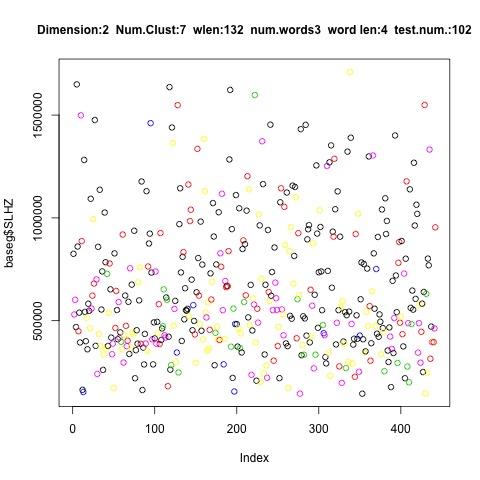 Dimension:2 Num.Clust:7 wlen:132 num.words3 word len:4 test.num.:102
1500000
1000000
500000
baseg$SLHZ
0 100 200 300 400
Index